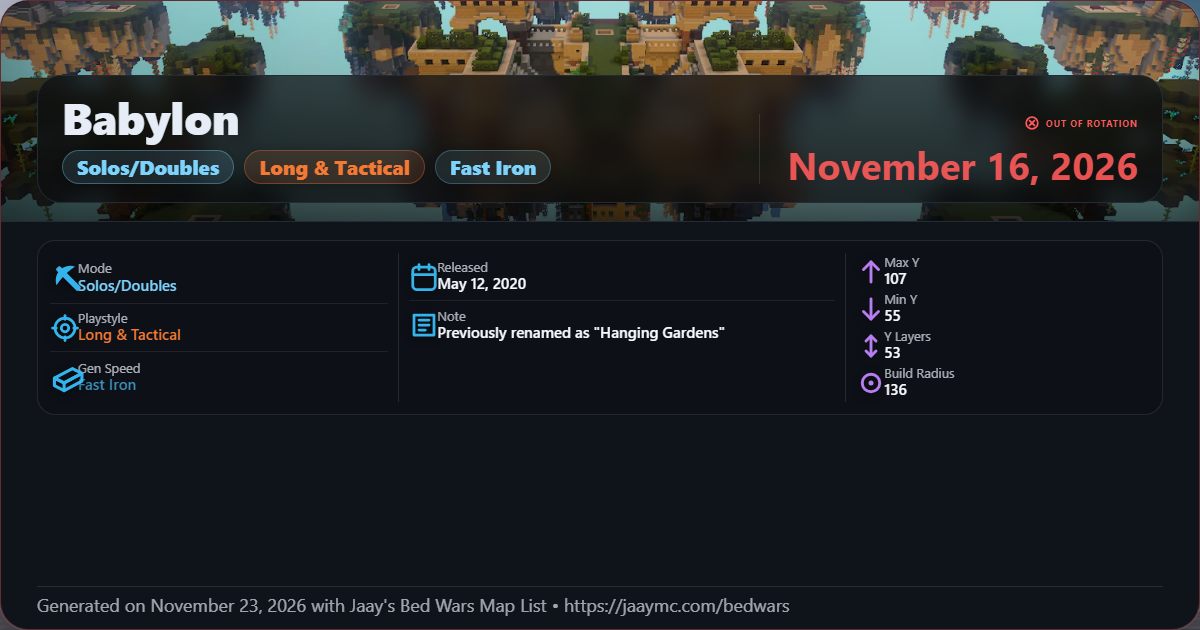 Babylon
Solos/Doubles
Long & Tactical
Fast Iron
OUT OF ROTATION
November 16, 2026
Mode
Solos/Doubles
Playstyle
Long & Tactical
Gen Speed
Fast Iron
Released
May 12, 2020
Note
Previously renamed as "Hanging Gardens"
Max Y
107
Min Y
55
Y Layers
53
Build Radius
136
Generated on November 23, 2026 with Jaay's Bed Wars Map List • https://jaaymc.com/bedwars